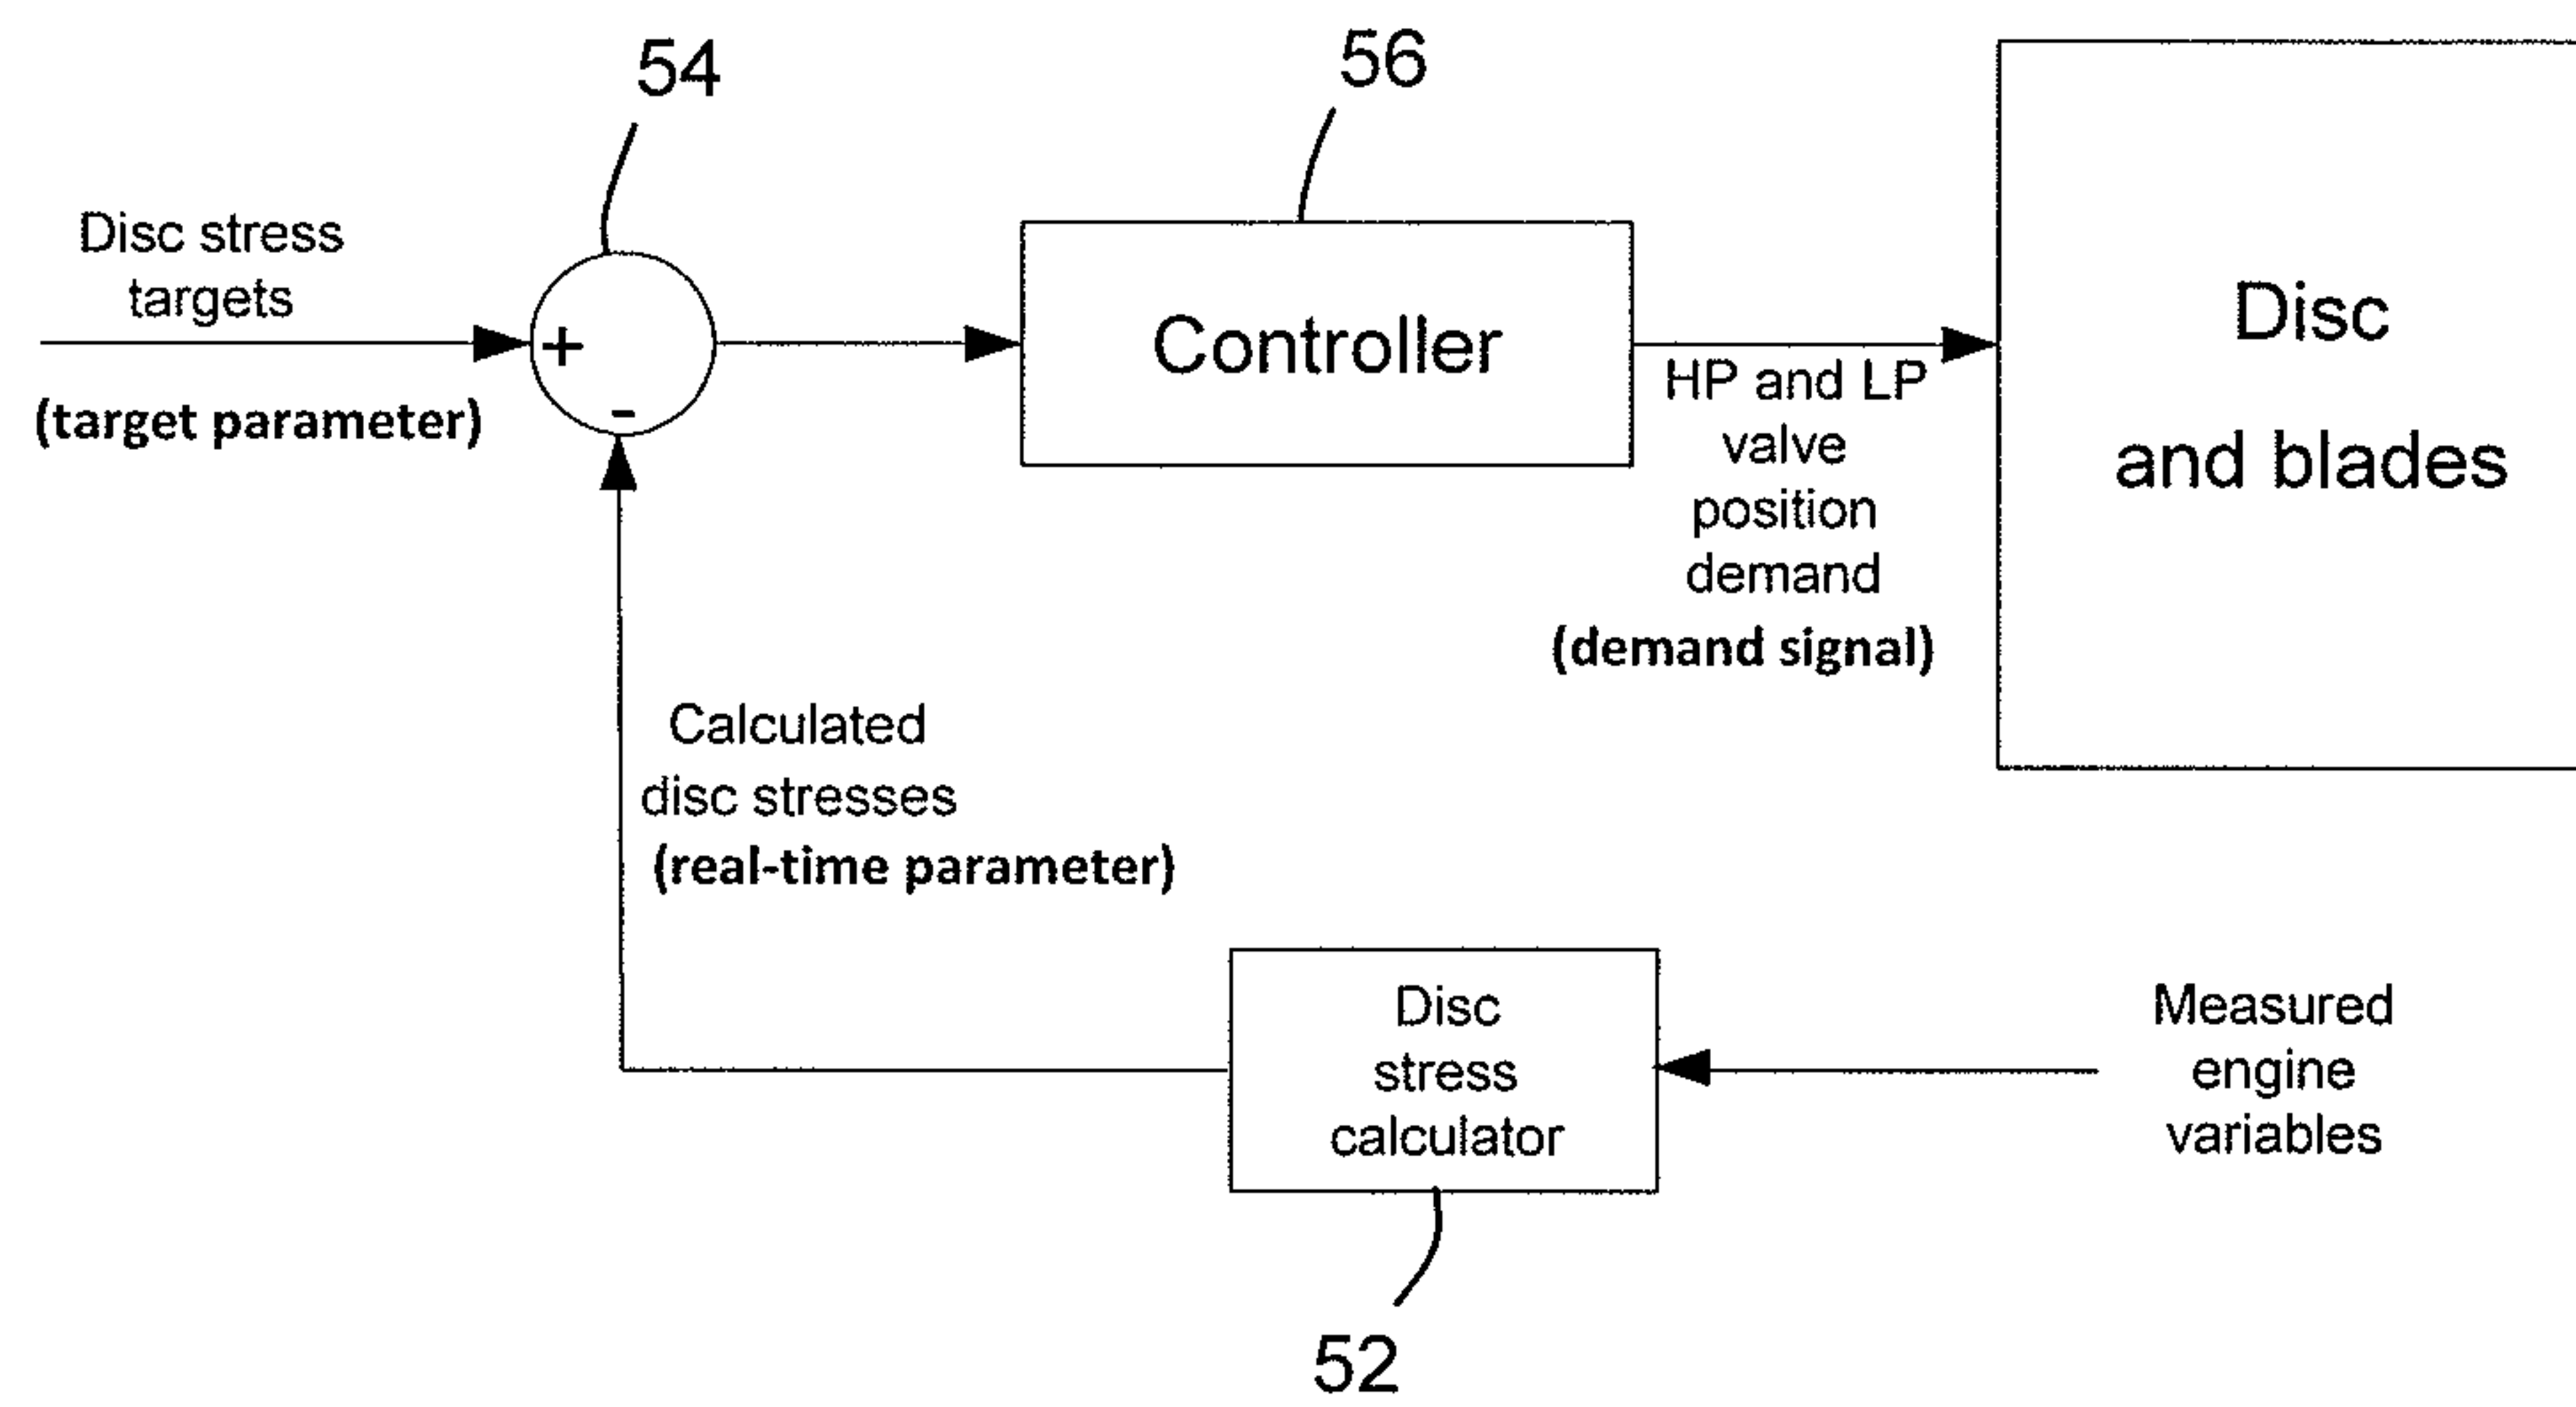 54
56
Disc stress
targets
(target parameter)
+
-
Controller
HP and LP
valve
position
demand
(demand signal)
Disc
and blades
Calculated
disc stresses
(real-time parameter)
Disc
stress
calculator
Measured
engine
variables
52